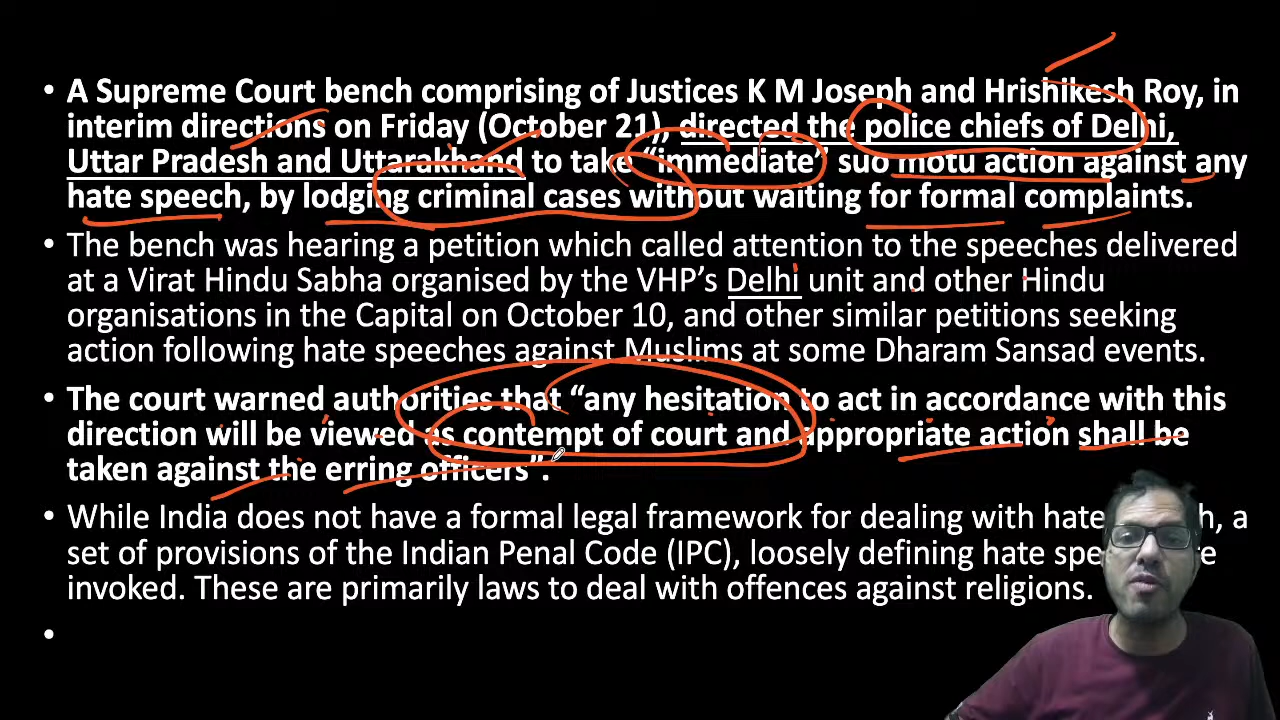 • A Supreme Court bench comprising of Justices K M Joseph and Hrishikesh Roy, in
interim directions on Friday (October 21), directed the police chiefs of Delhi,
Uttar Pradesh and Uttarakhand to take “immediate” suo motu action against any
hate speech, by lodging criminal cases without waiting for formal complaints.
• The bench was hearing a petition which called attention to the speeches delivered
at a Virat Hindu Sabha organised by the VHP’s Delhi unit and other Hindu
organisations in the Capital on October 10, and other similar petitions seeking
action following hate speeches against Muslims at some Dharam Sansad events.
• The court warned authorities that “any hesitation to act in accordance with this
direction will be viewed as contempt of court and appropriate action shall be
taken against the erring officers”.
• While India does not have a formal legal framework for dealing with hate a
set of provisions of the Indian Penal Code (IPC), loosely defining hate
invoked. These are primarily laws to deal with offences against religions.
•